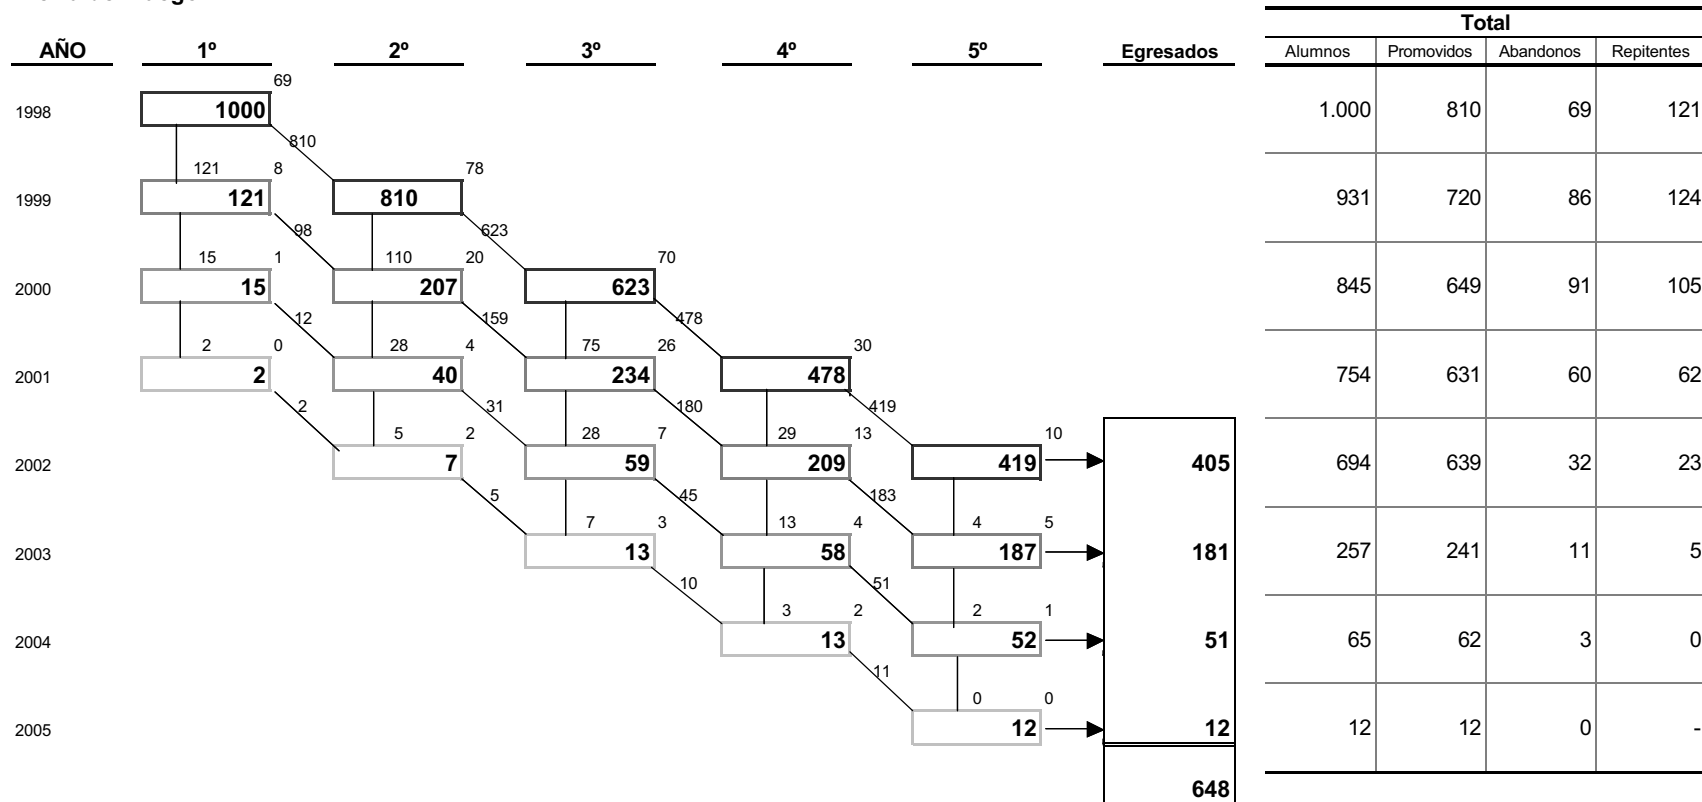 Total
AÑO 1º 2º 3º 4º 5º Egresados Alumnos Promovidos Abandonos Repitentes
69
1998 1000 1.000 810 69 121
810
121 8 78
1999 121 810 931 720 86 124
98 623
15 1 110 20 70
2000 15 207 623 845 649 91 105
12 159 478
2 0 28 4 75 26 30
2001 2 40 234 478 754 631 60 62
2 31 180 419
5 2 28 7 29 13 10
2002 7 59 209 419 405 694 639 32 23
5 45 183
7 3 13 4 4 5
2003 13 58 187 181 257 241 11 5
10 51
3 2 2 1
2004 13 52 51 65 62 3 0
11
0 0
2005 12 12 12 12 0 -
648